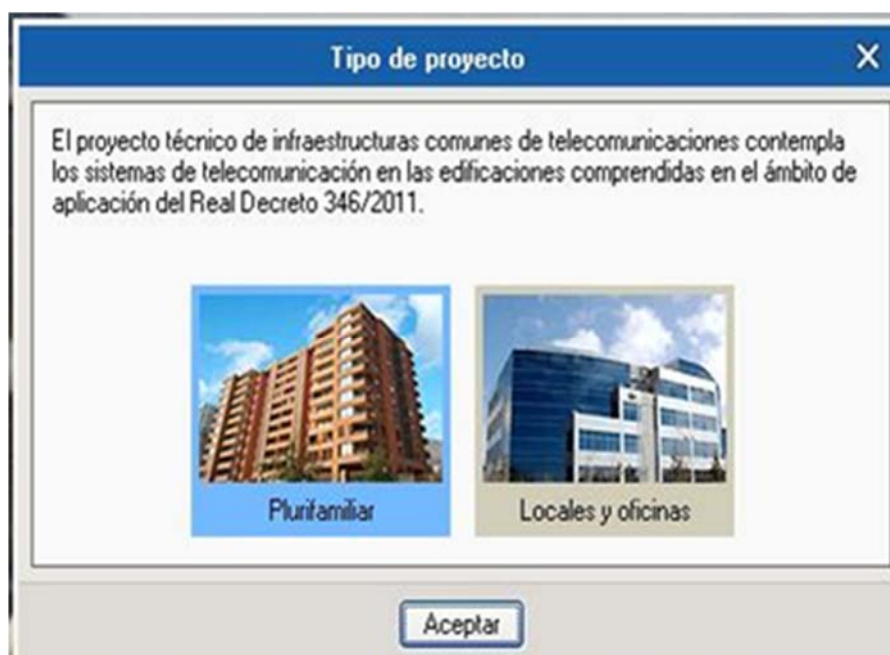 Tipo de proyecto
El proyecto técnico de infraestructuras comunes de telecomunicaciones contempla
los sistemas de telecomunicación en las edificaciones comprendidas en el ámbito de
aplicación del Real Decreto 346/2011.
Plurifamiliar
Locales y oficinas
Aceptar